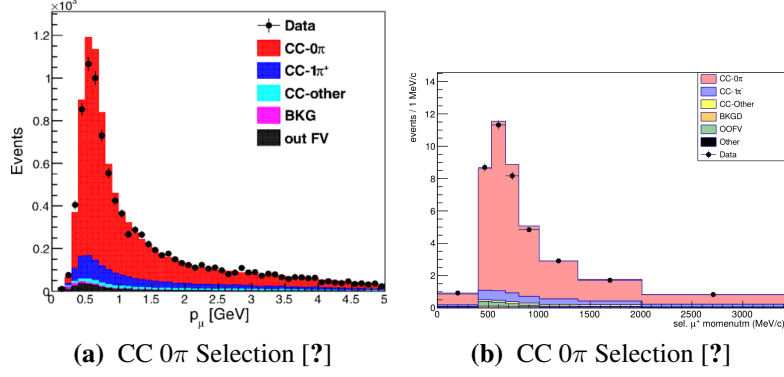 ×10³
Events
1.2
1
0.8
0.6
0.4
0.2
0
0 0.5 1 1.5 2 2.5 3 3.5 4 4.5 5
p_μ [GeV]
Data
CC-0π
CC-1π⁺
CC-other
BKG
out FV
(a) CC 0π Selection [?]
events / 1 MeV/c
14
12
10
8
6
4
2
0
0 500 1000 1500 2000 2500 3000
sel. μ⁺ momenutm (MeV/c)
CC-0π
CC-1π⁻
CC-Other
BKGD
OOFV
Other
Data
(b) CC 0π Selection [?]